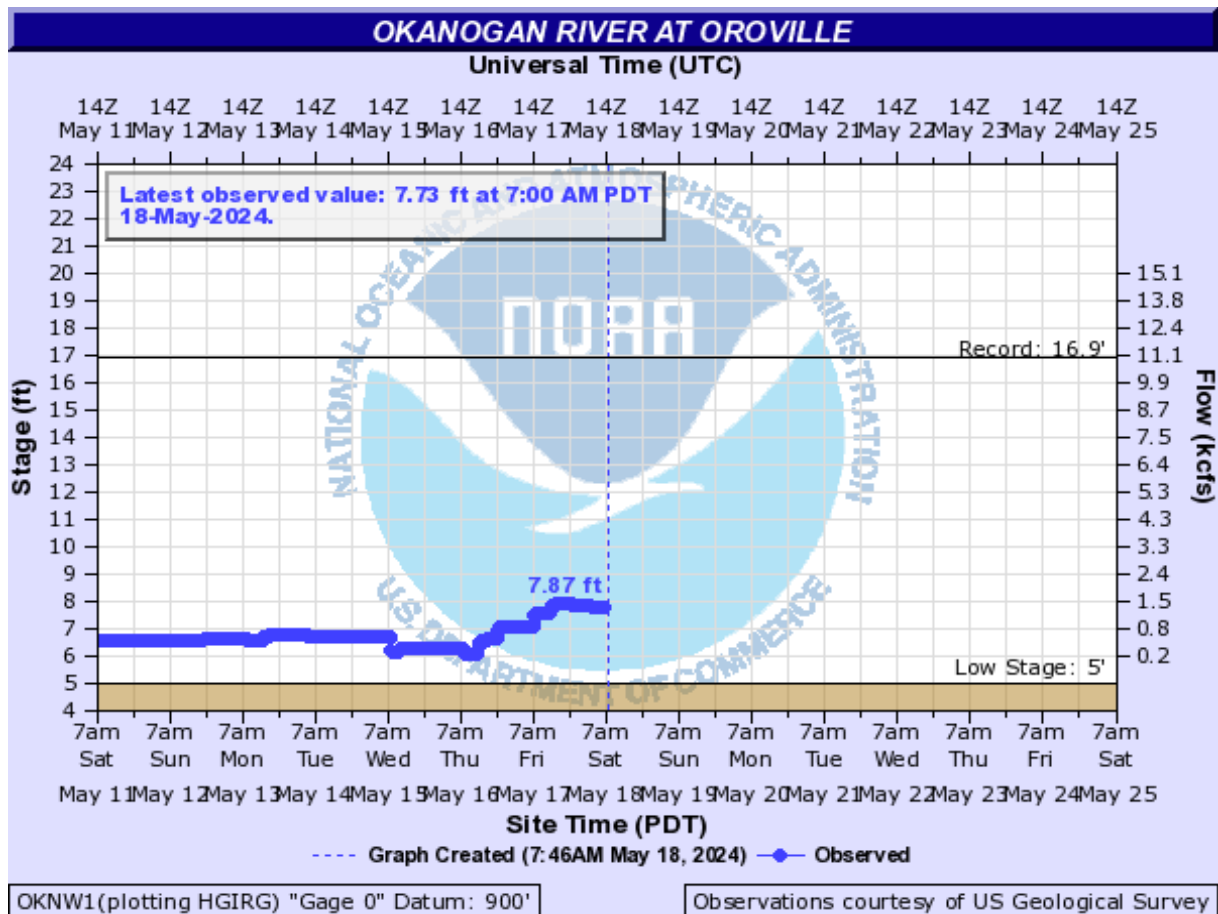 OKANOGAN RIVER AT OROVILLE
Universal Time (UTC)
14Z 14Z 14Z 14Z 14Z 14Z 14Z 14Z 14Z 14Z 14Z 14Z 14Z 14Z 14Z
May 11 May 12 May 13 May 14 May 15 May 16 May 17 May 18 May 19 May 20 May 21 May 22 May 23 May 24 May 25
Latest observed value: 7.73 ft at 7:00 AM PDT
18-May-2024.
NATIONAL OCEANIC AND ATMOSPHERIC ADMINISTRATION
NOAA
U.S. DEPARTMENT OF COMMERCE
Stage (ft)
24
23
22
21
20
19
18
17
16
15
14
13
12
11
10
9
8
7
6
5
4
15.1
13.8
12.4
11.1
9.9
8.7
7.5
6.4
5.3
4.3
3.3
2.4
1.5
0.8
0.2
Flow (kcfs)
Record: 16.9'
7.87 ft
Low Stage: 5'
7am 7am 7am 7am 7am 7am 7am 7am 7am 7am 7am 7am 7am 7am 7am
Sat Sun Mon Tue Wed Thu Fri Sat Sun Mon Tue Wed Thu Fri Sat
May 11 May 12 May 13 May 14 May 15 May 16 May 17 May 18 May 19 May 20 May 21 May 22 May 23 May 24 May 25
Site Time (PDT)
Graph Created (7:46AM May 18, 2024) Observed
OKNW1(plotting HGIRG) "Gage 0" Datum: 900'
Observations courtesy of US Geological Survey